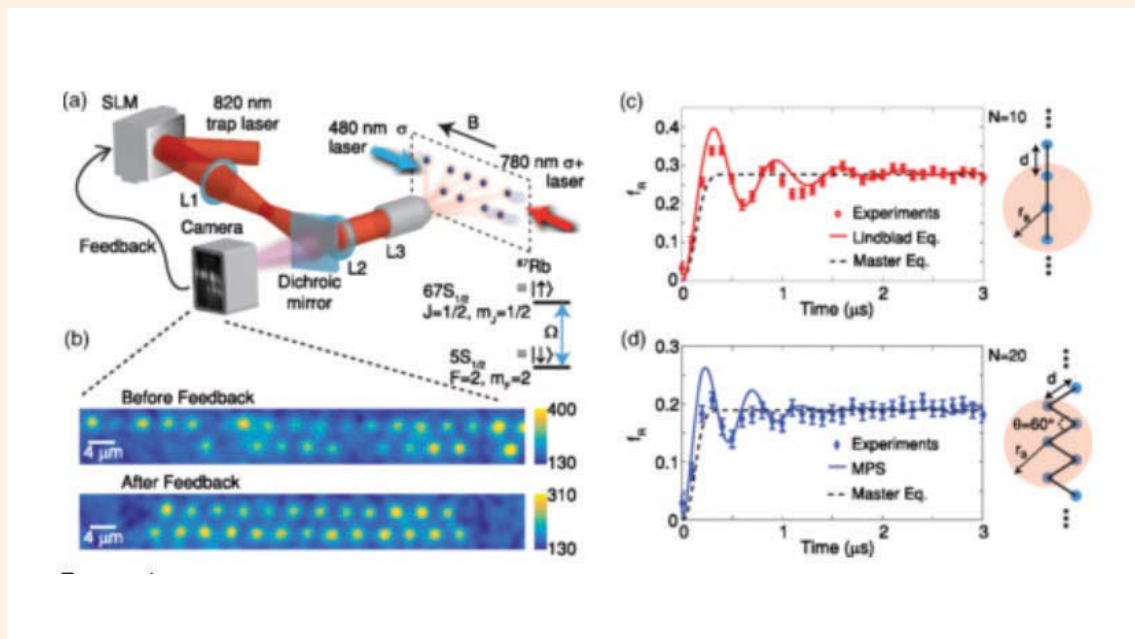 (a)
SLM
820 nm
trap laser
480 nm σ
laser
B
780 nm σ+
laser
L1
Camera
Feedback
Dichroic
mirror
L2
L3
⁸⁷Rb
67S₁/₂
= |↑⟩
J=1/2, mJ=1/2
Ω
5S₁/₂
= |↓⟩
F=2, mF=2
(b)
Before Feedback
4 μm
400
130
After Feedback
4 μm
310
130
(c)
0.4
0.3
0.2
0.1
0
fR
Experiments
Lindblad Eq.
Master Eq.
0 1 2 3
Time (μs)
N=10
d
(d)
0.3
0.2
0.1
0
fR
Experiments
MPS
Master Eq.
0 1 2 3
Time (μs)
N=20
d
θ=60°